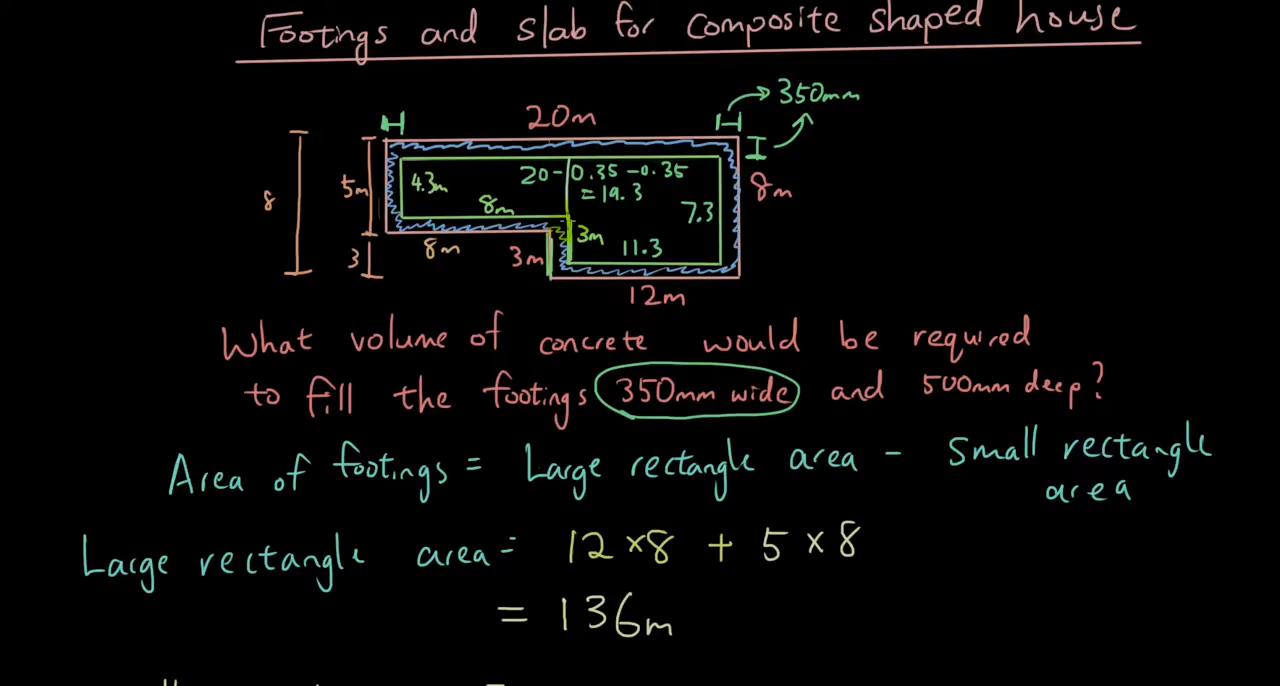 Footings and slab for composite shaped house
350mm
20m
8
5m
4.3m
20-0.35-0.35
= 19.3
8m
8m
7.3
3m
11.3
8m
3
3m
12m
What volume of concrete would be required
to fill the footings 350mm wide and 500mm deep?
Area of footings = Large rectangle area - small rectangle
area
Large rectangle area = 12 × 8 + 5 × 8
= 136m